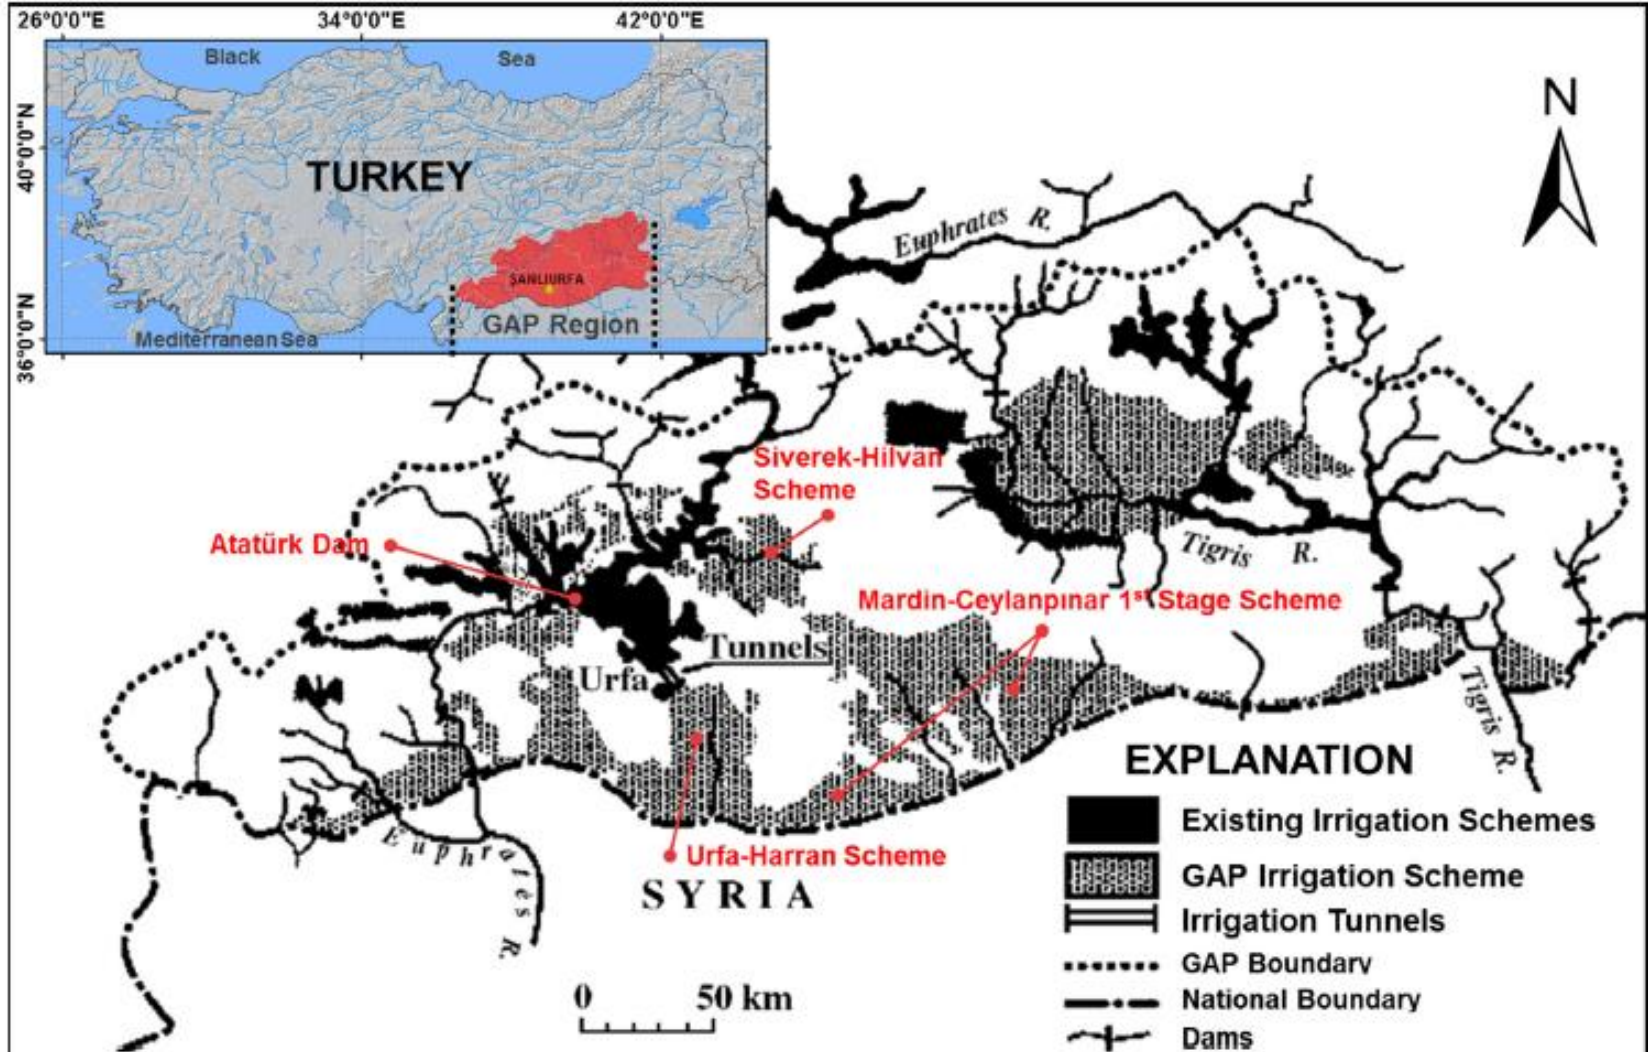 26°0'0"E
34°0'0"E
42°0'0"E
40°0'0"N
36°0'0"N
Black
Sea
TURKEY
ŞANLIURFA
GAP Region
Mediterranean Sea
N
Euphrates R.
Siverek-Hilvan
Scheme
Atatürk Dam
Tigris R.
Mardin-Ceylanpınar 1st Stage Scheme
Tunnels
Urfa
Tigris R.
Euphrates R.
Urfa-Harran Scheme
SYRIA
EXPLANATION
Existing Irrigation Schemes
GAP Irrigation Scheme
Irrigation Tunnels
GAP Boundary
National Boundary
Dams
0 50 km